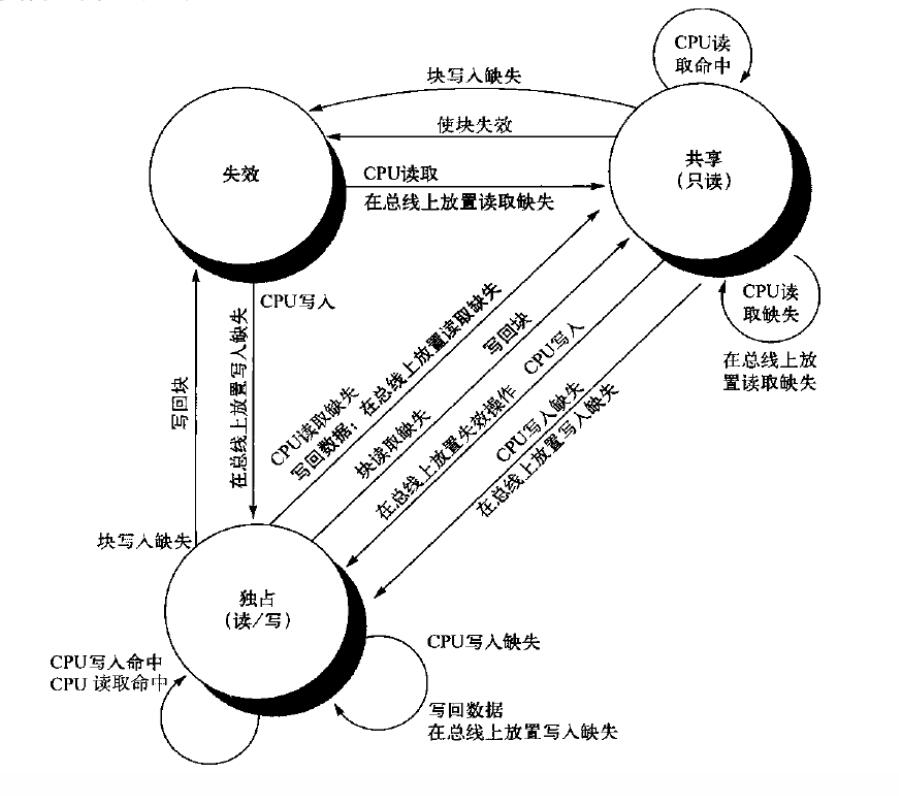 CPU读
取命中
块写入缺失
使块失效
失效
共享
(只读)
CPU读取
在总线上放置读取缺失
CPU写入
在总线上放置写入缺失
写回块
块写入缺失
CPU读取缺失
写回数据；在总线上放置读取缺失
块读取缺失
写回块
在总线上放置失效操作
CPU写入
CPU写入缺失
在总线上放置写入缺失
CPU读
取缺失
在总线上放
置读取缺失
独占
(读/写)
CPU写入命中
CPU 读取命中
CPU写入缺失
写回数据
在总线上放置写入缺失